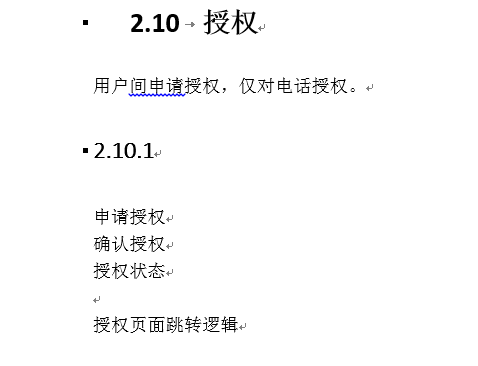 2.10 授权
用户间申请授权，仅对电话授权。
2.10.1
申请授权
确认授权
授权状态
授权页面跳转逻辑